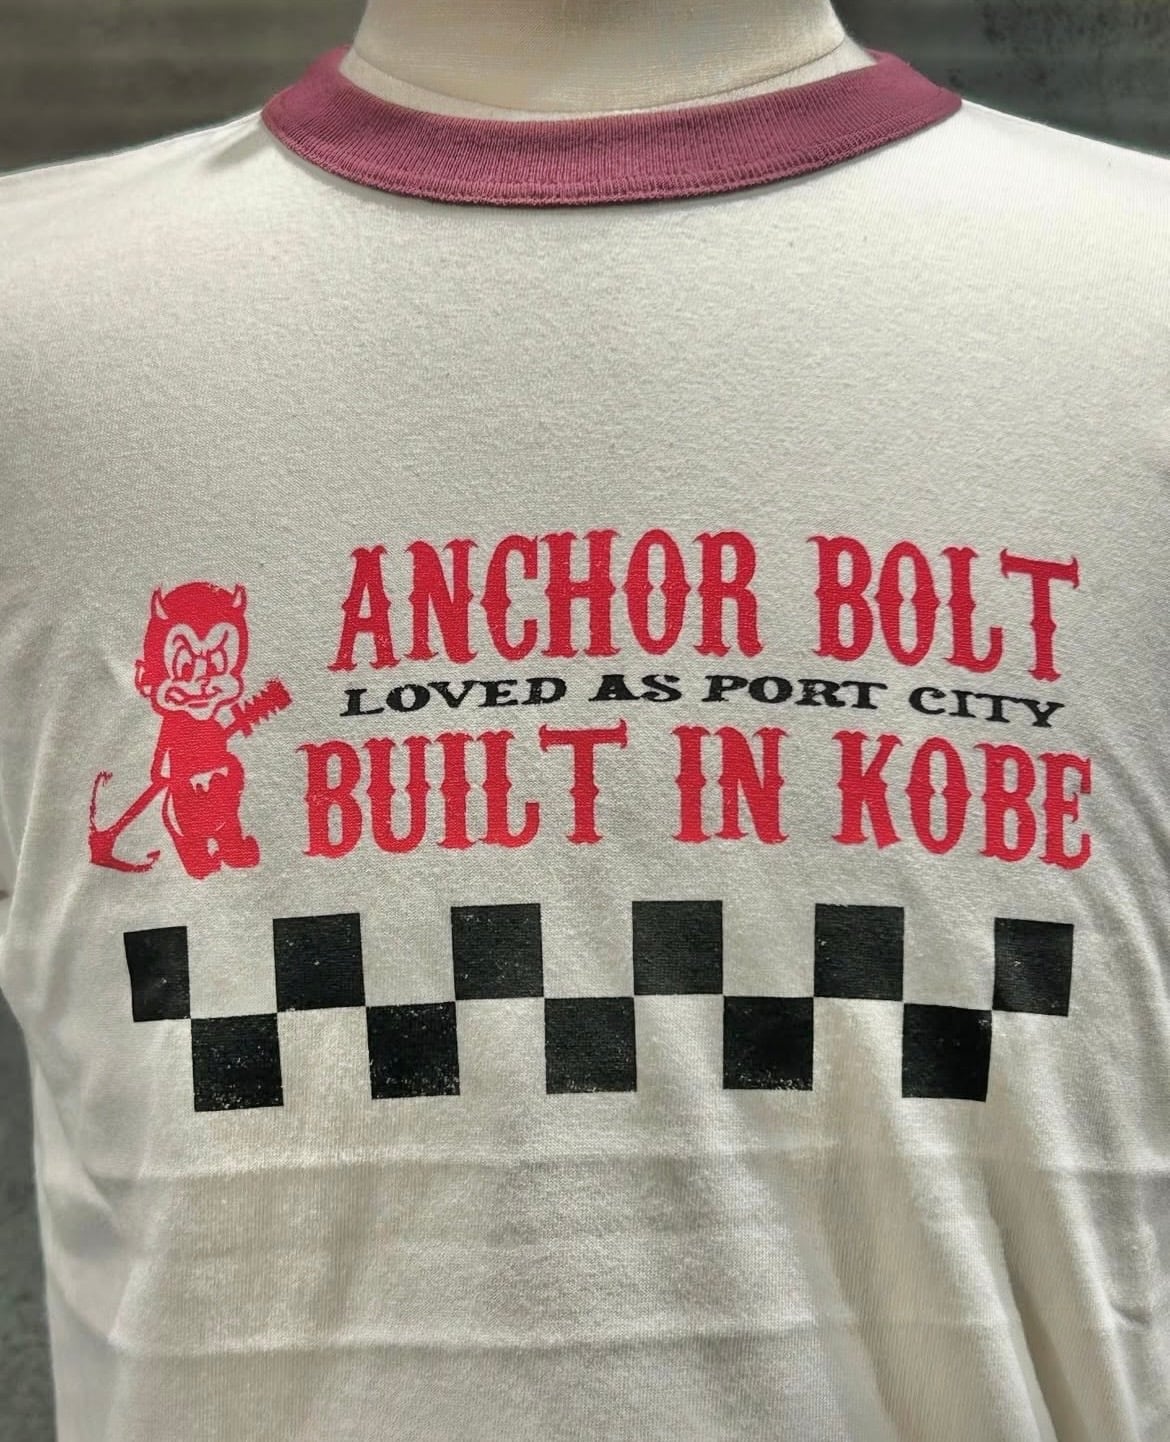 ANCHOR BOLT
LOVED AS PORT CITY
BUILT IN KOBE